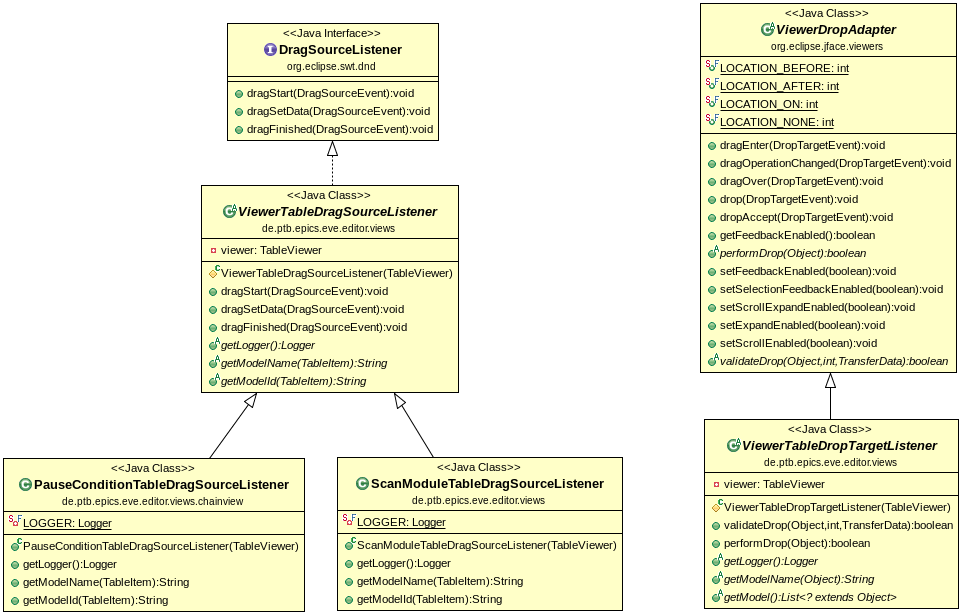 <<Java Interface>>
DragSourceListener
org.eclipse.swt.dnd
dragStart(DragSourceEvent):void
dragSetData(DragSourceEvent):void
dragFinished(DragSourceEvent):void
<<Java Class>>
ViewerTableDragSourceListener
de.ptb.epics.eve.editor.views
viewer: TableViewer
ViewerTableDragSourceListener(TableViewer)
dragStart(DragSourceEvent):void
dragSetData(DragSourceEvent):void
dragFinished(DragSourceEvent):void
getLogger():Logger
getModelName(TableItem):String
getModelId(TableItem):String
<<Java Class>>
PauseConditionTableDragSourceListener
de.ptb.epics.eve.editor.views.chainview
LOGGER: Logger
PauseConditionTableDragSourceListener(TableViewer)
getLogger():Logger
getModelName(TableItem):String
getModelId(TableItem):String
<<Java Class>>
ScanModuleTableDragSourceListener
de.ptb.epics.eve.editor.views
LOGGER: Logger
ScanModuleTableDragSourceListener(TableViewer)
getLogger():Logger
getModelName(TableItem):String
getModelId(TableItem):String
<<Java Class>>
ViewerDropAdapter
org.eclipse.jface.viewers
LOCATION_BEFORE: int
LOCATION_AFTER: int
LOCATION_ON: int
LOCATION_NONE: int
dragEnter(DropTargetEvent):void
dragOperationChanged(DropTargetEvent):void
dragOver(DropTargetEvent):void
drop(DropTargetEvent):void
dropAccept(DropTargetEvent):void
getFeedbackEnabled():boolean
performDrop(Object):boolean
setFeedbackEnabled(boolean):void
setSelectionFeedbackEnabled(boolean):void
setScrollExpandEnabled(boolean):void
setExpandEnabled(boolean):void
setScrollEnabled(boolean):void
validateDrop(Object,int,TransferData):boolean
<<Java Class>>
ViewerTableDropTargetListener
de.ptb.epics.eve.editor.views
viewer: TableViewer
ViewerTableDropTargetListener(TableViewer)
validateDrop(Object,int,TransferData):boolean
performDrop(Object):boolean
getLogger():Logger
getModelName(Object):String
getModel():List<? extends Object>